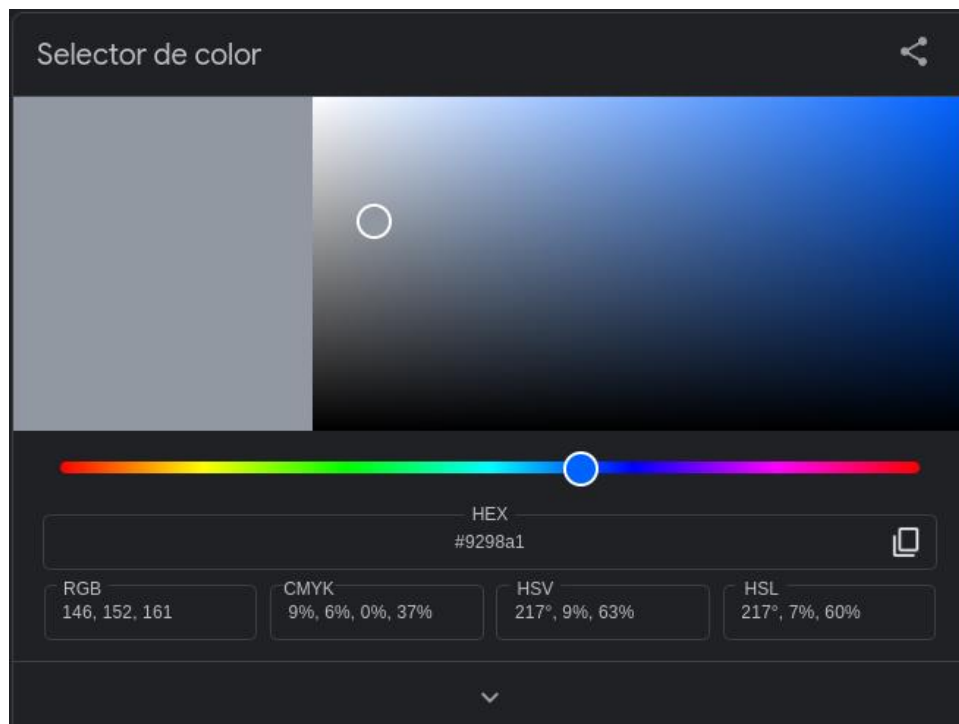 Selector de color
HEX
#9298a1
RGB
146, 152, 161
CMYK
9%, 6%, 0%, 37%
HSV
217°, 9%, 63%
HSL
217°, 7%, 60%